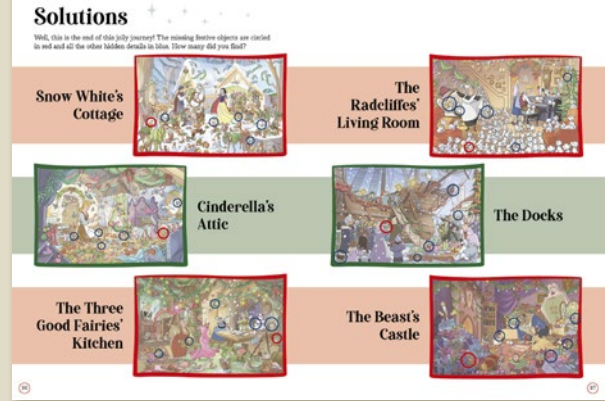 Solutions
Well, this is the end of this jolly journey! The missing festive objects are circled
in red and all the other hidden details in blue. How many did you find?
Snow White's
Cottage
The
Radcliffes'
Living Room
Cinderella's
Attic
The Docks
The Three
Good Fairies'
Kitchen
The Beast's
Castle